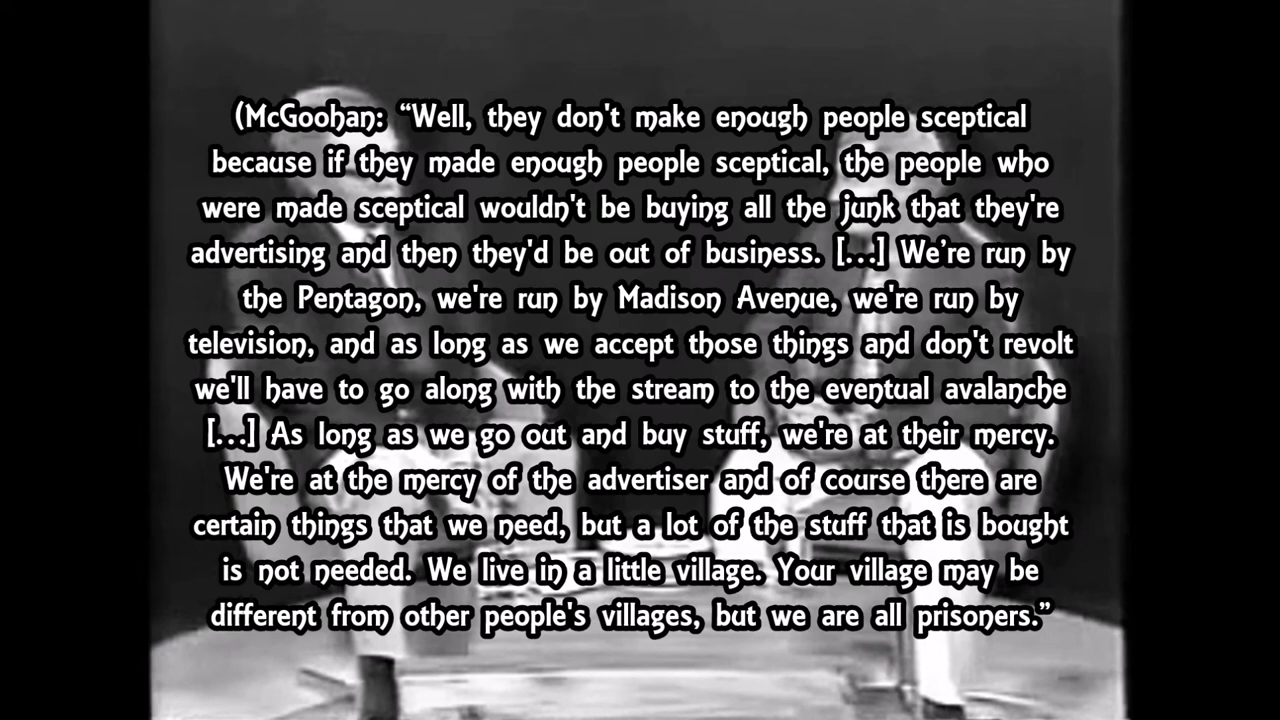 (McGoohan: “Well, they don't make enough people sceptical
because if they made enough people sceptical, the people who
were made sceptical wouldn't be buying all the junk that they're
advertising and then they'd be out of business. […] We’re run by
the Pentagon, we're run by Madison Avenue, we're run by
television, and as long as we accept those things and don't revolt
we'll have to go along with the stream to the eventual avalanche
[…] As long as we go out and buy stuff, we're at their mercy.
We're at the mercy of the advertiser and of course there are
certain things that we need, but a lot of the stuff that is bought
is not needed. We live in a little village. Your village may be
different from other people's villages, but we are all prisoners.”